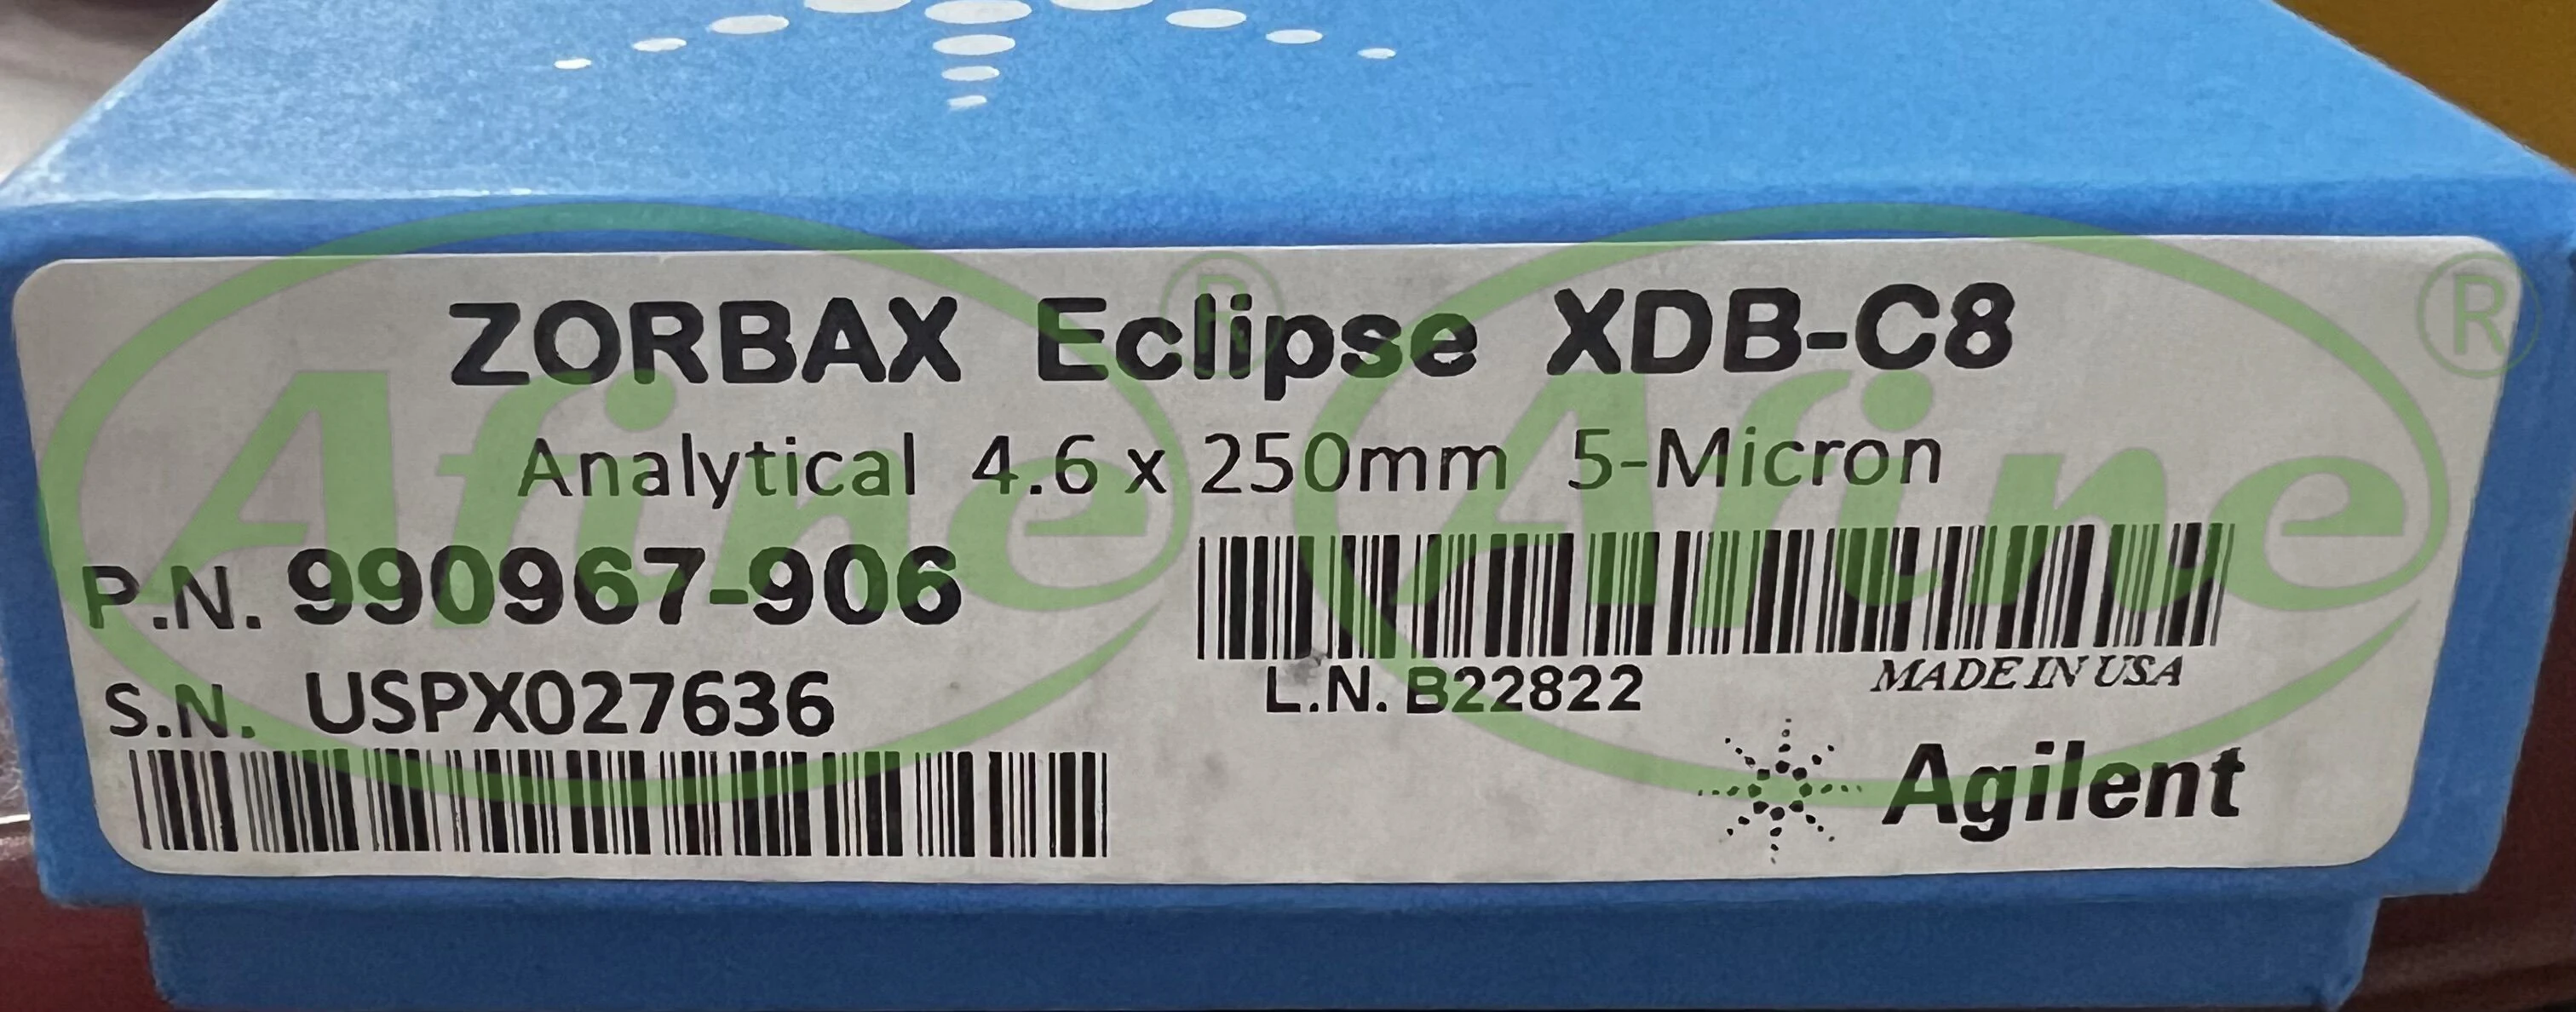 ZORBAX Eclipse XDB-C8
Analytical 4.6 x 250mm 5-Micron
P.N. 990967-906
S.N. USPX027636
L.N. B22822
MADE IN USA
Agilent
Afine®
Afine®